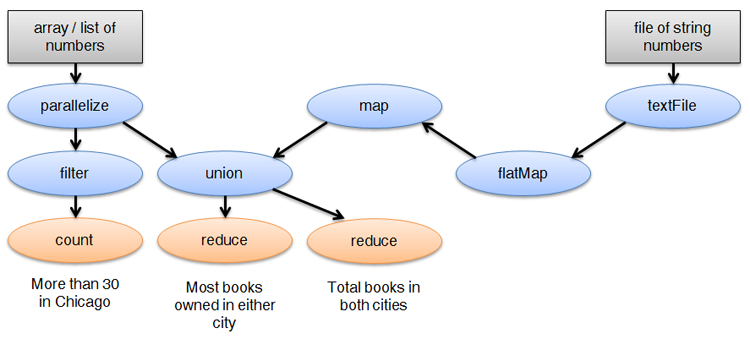 array / list of
numbers
file of string
numbers
parallelize
map
textFile
filter
union
flatMap
count
reduce
reduce
More than 30
in Chicago
Most books
owned in either
city
Total books in
both cities